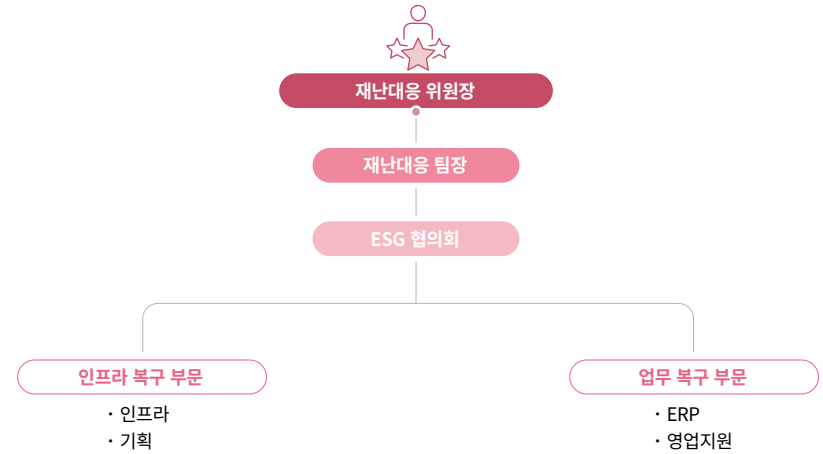 재난대응 위원장
재난대응 팀장
ESG 협의회
인프라 복구 부문
· 인프라
· 기획
업무 복구 부문
· ERP
· 영업지원